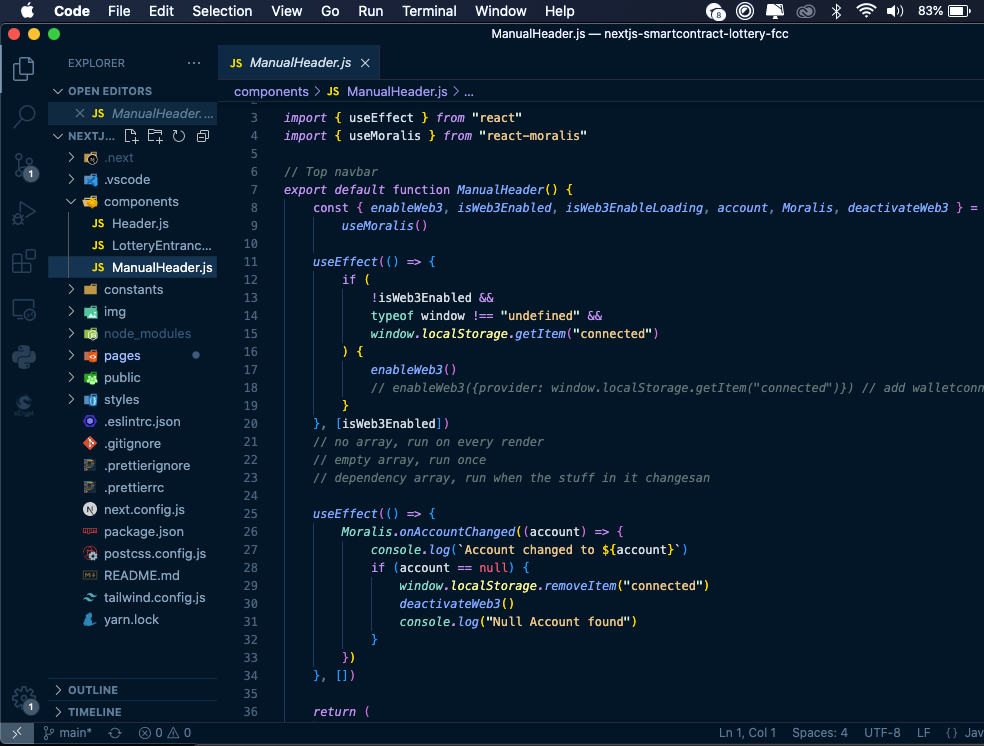 Code File Edit Selection View Go Run Terminal Window Help 8 83%
ManualHeader.js — nextjs-smartcontract-lottery-fcc
EXPLORER ...
JS ManualHeader.js
OPEN EDITORS
JS ManualHeader....
NEXTJ...
.next
.vscode
components
JS Header.js
JS LotteryEntranc...
JS ManualHeader.js
constants
img
node_modules
pages
public
styles
.eslintrc.json
.gitignore
.prettierignore
.prettierrc
N next.config.js
package.json
postcss.config.js
README.md
tailwind.config.js
yarn.lock
OUTLINE
TIMELINE
1
1
components > JS ManualHeader.js > ...
3 import { useEffect } from "react"
4 import { useMoralis } from "react-moralis"
5
6 // Top navbar
7 export default function ManualHeader() {
8 const { enableWeb3, isWeb3Enabled, isWeb3EnableLoading, account, Moralis, deactivateWeb3 } =
9 useMoralis()
10
11 useEffect(() => {
12 if (
13 !isWeb3Enabled &&
14 typeof window !== "undefined" &&
15 window.localStorage.getItem("connected")
16 ) {
17 enableWeb3()
18 // enableWeb3({provider: window.localStorage.getItem("connected")}) // add walletconn
19 }
20 }, [isWeb3Enabled])
21 // no array, run on every render
22 // empty array, run once
23 // dependency array, run when the stuff in it changesan
24
25 useEffect(() => {
26 Moralis.onAccountChanged((account) => {
27 console.log(`Account changed to ${account}`)
28 if (account == null) {
29 window.localStorage.removeItem("connected")
30 deactivateWeb3()
31 console.log("Null Account found")
32 }
33 })
34 }, [])
35
36 return (
main* 0 0 Ln 1, Col 1 Spaces: 4 UTF-8 LF {} Jav